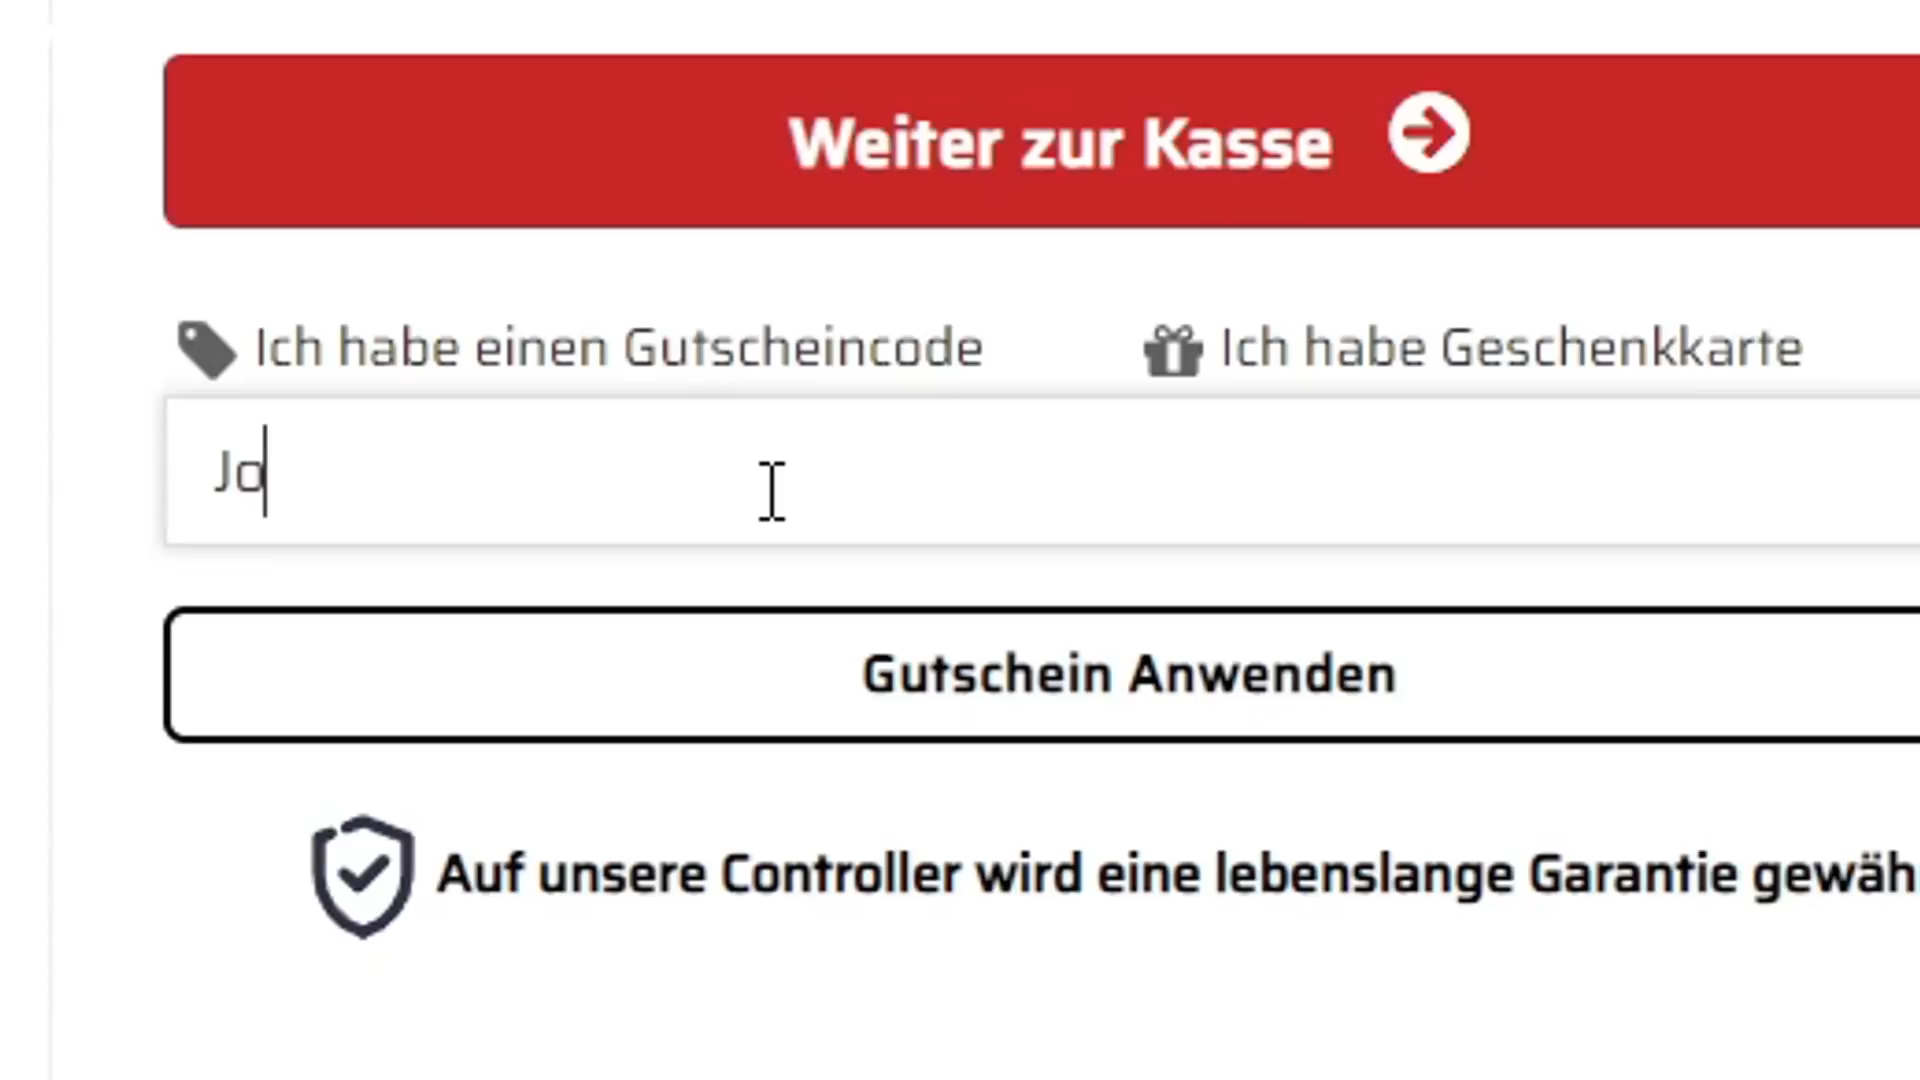 Weiter zur Kasse
Ich habe einen Gutscheincode
Ich habe Geschenkkarte
Jo
Gutschein Anwenden
Auf unsere Controller wird eine lebenslange Garantie gewäh